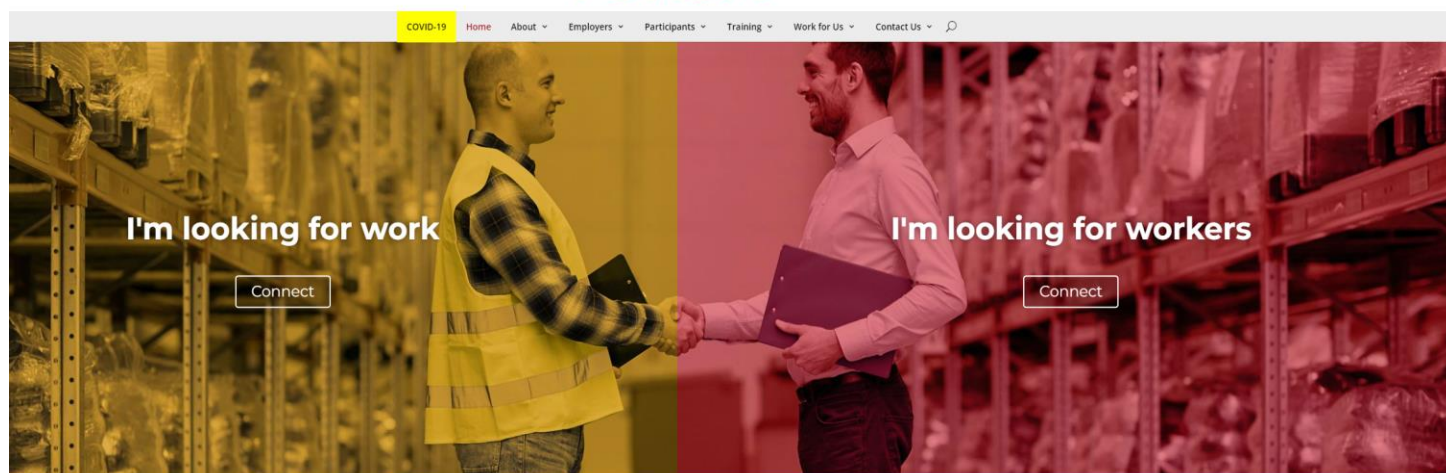 COVID-19 Home About Employers Participants Training Work for Us Contact Us
I'm looking for work
Connect
I'm looking for workers
Connect